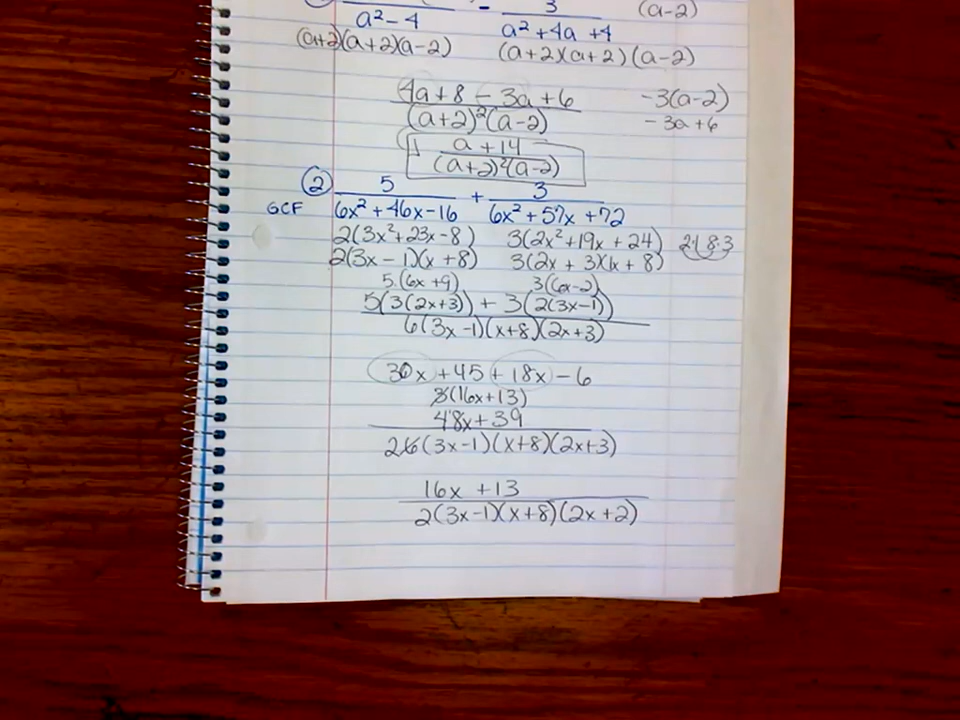 - 3 (a-2)
a² - 4 a² + 4a + 4
(a+2)(a+2)(a-2) (a+2)(a+2)(a-2)
4a + 8 - 3a + 6 -3(a-2)
(a+2)²(a-2) - 3a + 6
a + 14
(a+2)²(a-2)
② 5 + 3
GCF 6x² + 46x - 16 6x² + 57x + 72
2(3x² + 23x - 8) 3(2x² + 19x + 24) 2·1 8·3
2(3x - 1)(x + 8) 3(2x + 3)(1x + 8)
5(6x + 9) 3(6x - 2)
5(3(2x+3)) + 3(2(3x-1))
6(3x - 1)(x+8)(2x+3)
30x + 45 + 18x - 6
3(16x+13)
48x + 39
26(3x-1)(x+8)(2x+3)
16x + 13
2(3x-1)(x+8)(2x+2)